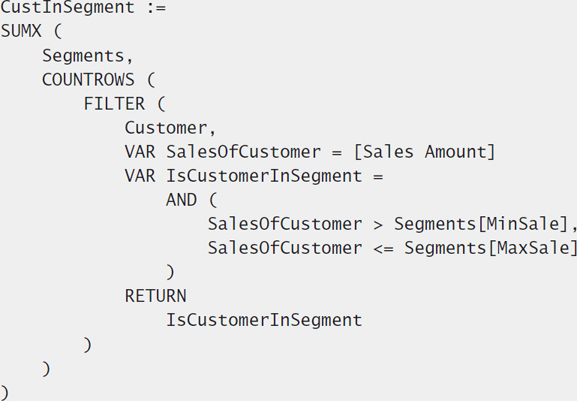 CustInSegment :=
SUMX (
    Segments,
    COUNTROWS (
        FILTER (
            Customer,
            VAR SalesOfCustomer = [Sales Amount]
            VAR IsCustomerInSegment =
                AND (
                    SalesOfCustomer > Segments[MinSale],
                    SalesOfCustomer <= Segments[MaxSale]
                )
            RETURN
                IsCustomerInSegment
        )
    )
)